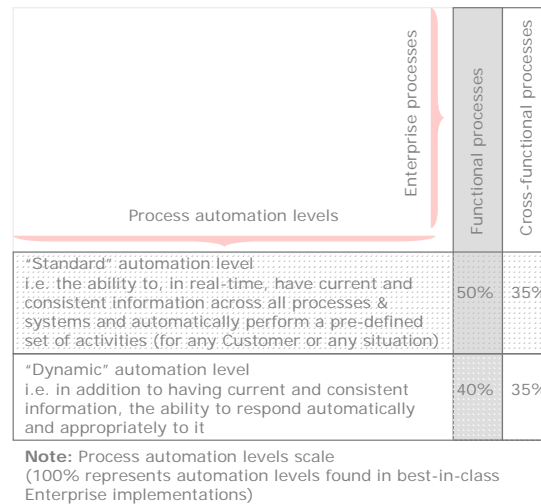 Enterprise processes
Functional processes
Cross-functional processes
Process automation levels
"Standard" automation level
i.e. the ability to, in real-time, have current and
consistent information across all processes &
systems and automatically perform a pre-defined
set of activities (for any Customer or any situation)
50%
35%
"Dynamic" automation level
i.e. in addition to having current and consistent
information, the ability to respond automatically
and appropriately to it
40%
35%
Note: Process automation levels scale
(100% represents automation levels found in best-in-class
Enterprise implementations)